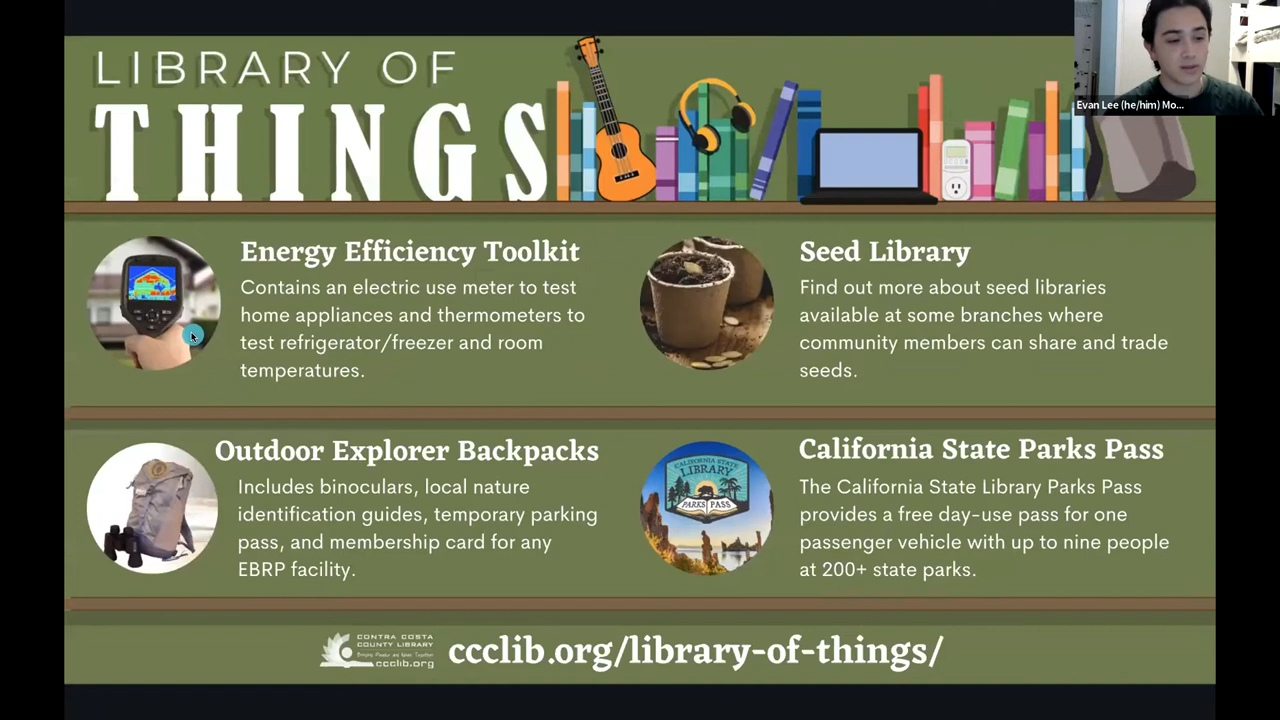 LIBRARY OF
THINGS
Evan Lee (he/him) Mo...
Energy Efficiency Toolkit
Contains an electric use meter to test
home appliances and thermometers to
test refrigerator/freezer and room
temperatures.
Seed Library
Find out more about seed libraries
available at some branches where
community members can share and trade
seeds.
Outdoor Explorer Backpacks
Includes binoculars, local nature
identification guides, temporary parking
pass, and membership card for any
EBRP facility.
CALIFORNIA STATE
LIBRARY
PARKS PASS
California State Parks Pass
The California State Library Parks Pass
provides a free day-use pass for one
passenger vehicle with up to nine people
at 200+ state parks.
CONTRA COSTA
COUNTY LIBRARY
Bringing People and Ideas Together
ccclib.org
ccclib.org/library-of-things/